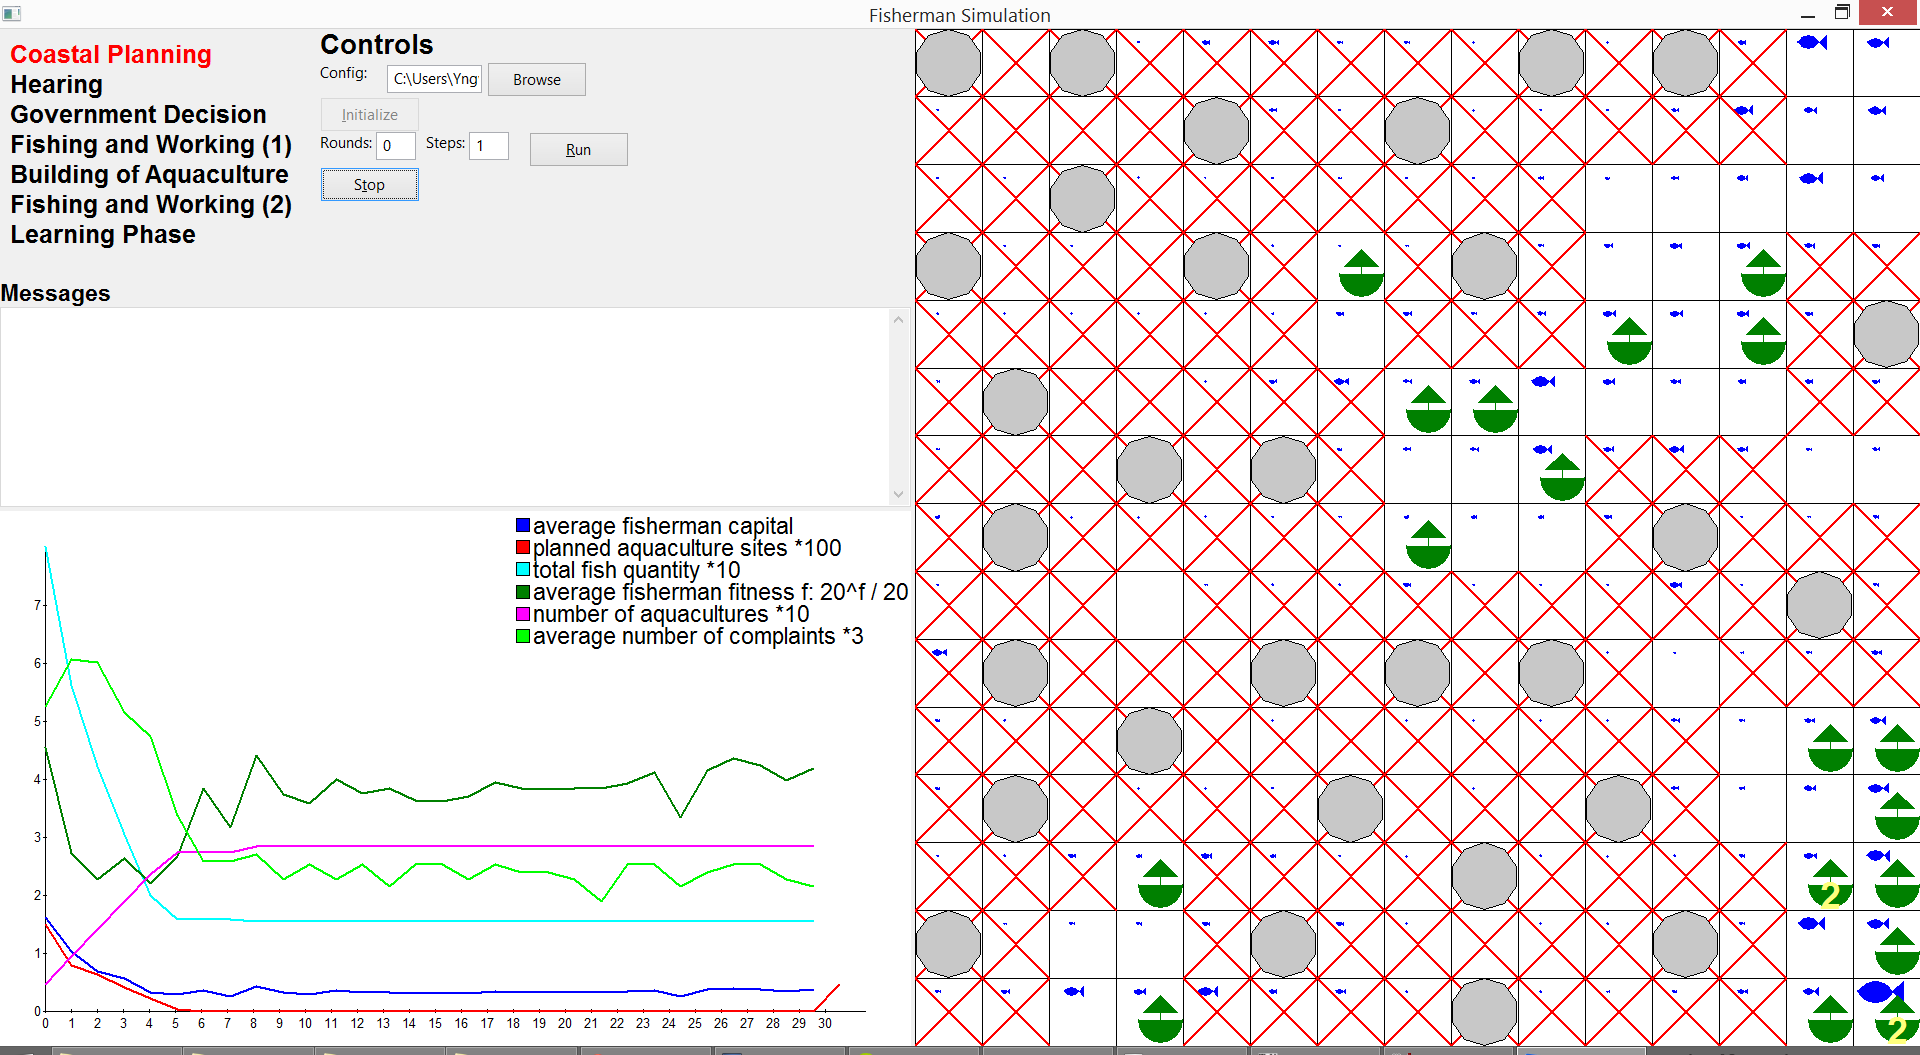 Fisherman Simulation
Coastal Planning
Hearing
Government Decision
Fishing and Working (1)
Building of Aquaculture
Fishing and Working (2)
Learning Phase
Controls
Config: C:\Users\Yng Browse
Initialize
Rounds: 0 Steps: 1 Run
Stop
Messages
average fisherman capital
planned aquaculture sites *100
total fish quantity *10
average fisherman fitness f: 20^f / 20
number of aquacultures *10
average number of complaints *3
7
6
5
4
3
2
1
0
0 1 2 3 4 5 6 7 8 9 10 11 12 13 14 15 16 17 18 19 20 21 22 23 24 25 26 27 28 29 30
2
2